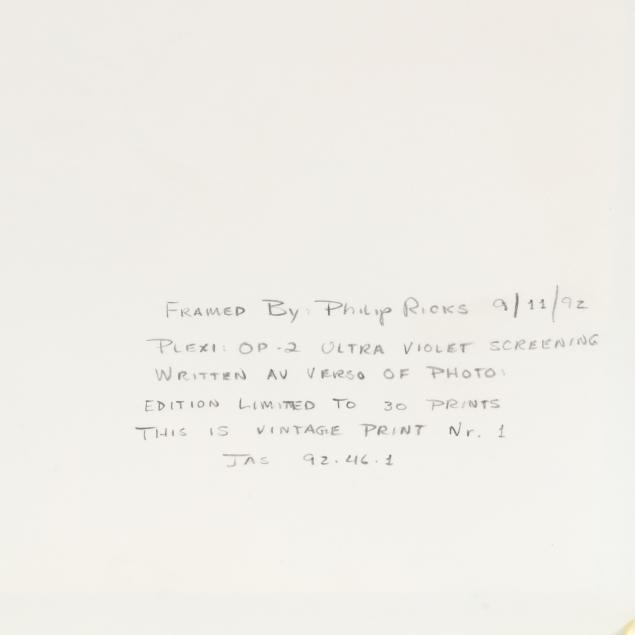 FRAMED By: Philip RICKS 9/11/92
PLEXI: OP-2 ULTRA VIOLET SCREENING
WRITTEN AV VERSO OF PHOTO:
EDITION LIMITED TO 30 PRINTS
THIS IS VINTAGE PRINT Nr. 1
JAS 92.46.1